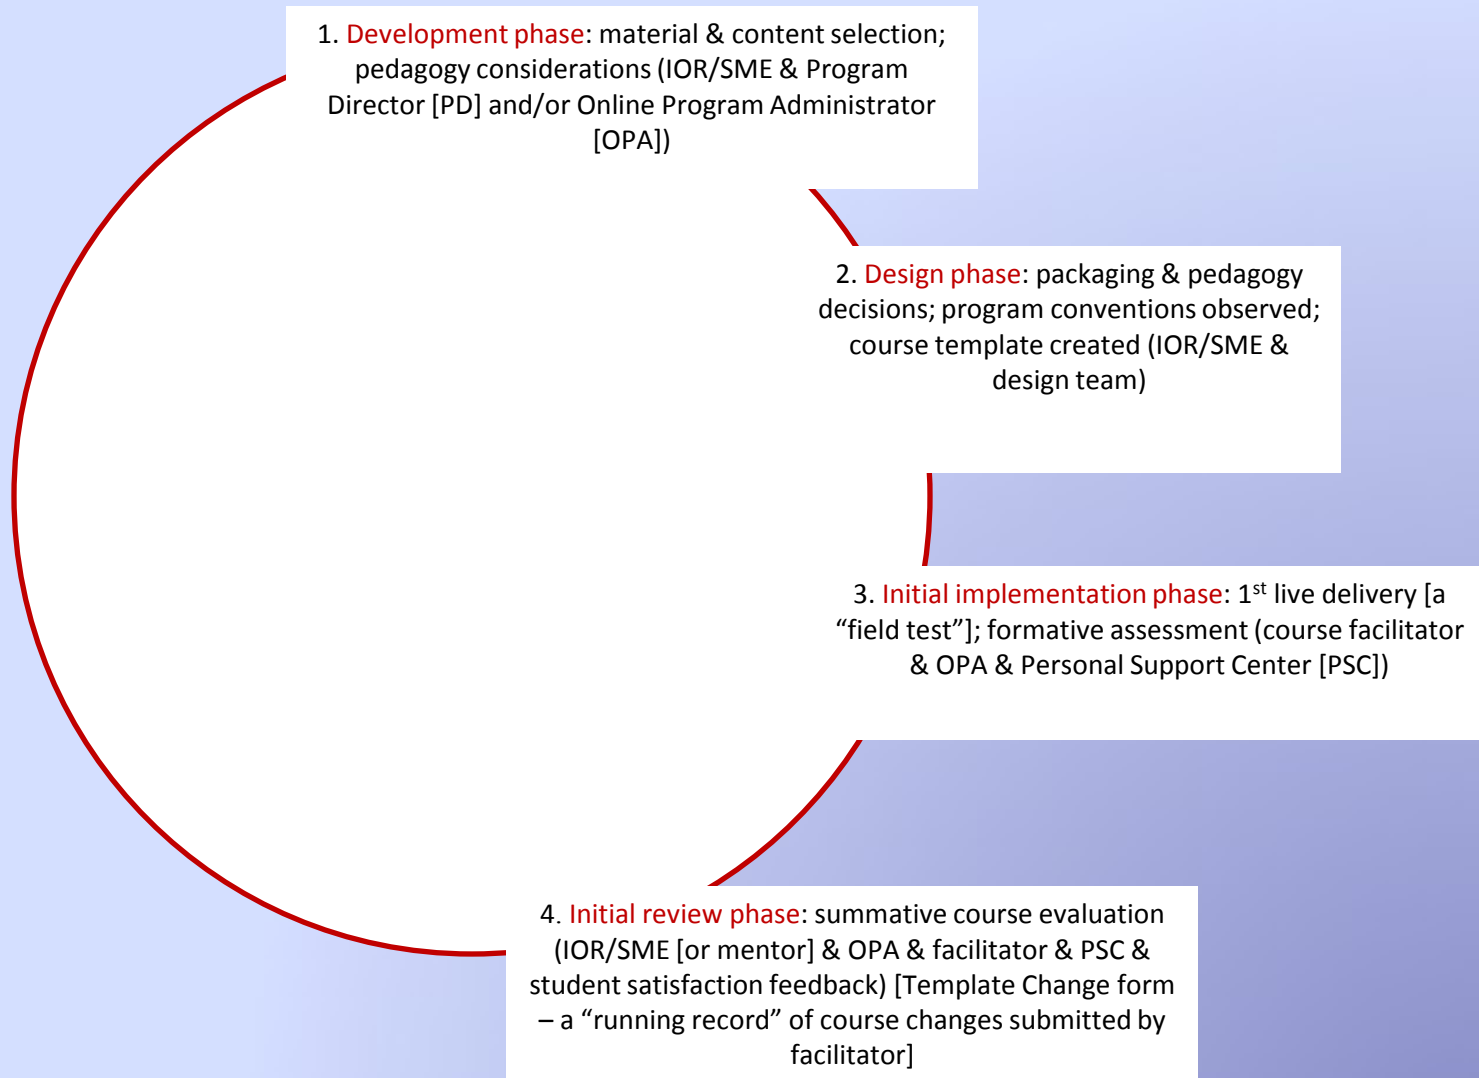 1. Development phase: material & content selection;
pedagogy considerations (IOR/SME & Program
Director [PD] and/or Online Program Administrator
[OPA])
2. Design phase: packaging & pedagogy
decisions; program conventions observed;
course template created (IOR/SME &
design team)
3. Initial implementation phase: 1st live delivery [a
“field test”]; formative assessment (course facilitator
& OPA & Personal Support Center [PSC])
4. Initial review phase: summative course evaluation
(IOR/SME [or mentor] & OPA & facilitator & PSC &
student satisfaction feedback) [Template Change form
– a “running record” of course changes submitted by
facilitator]